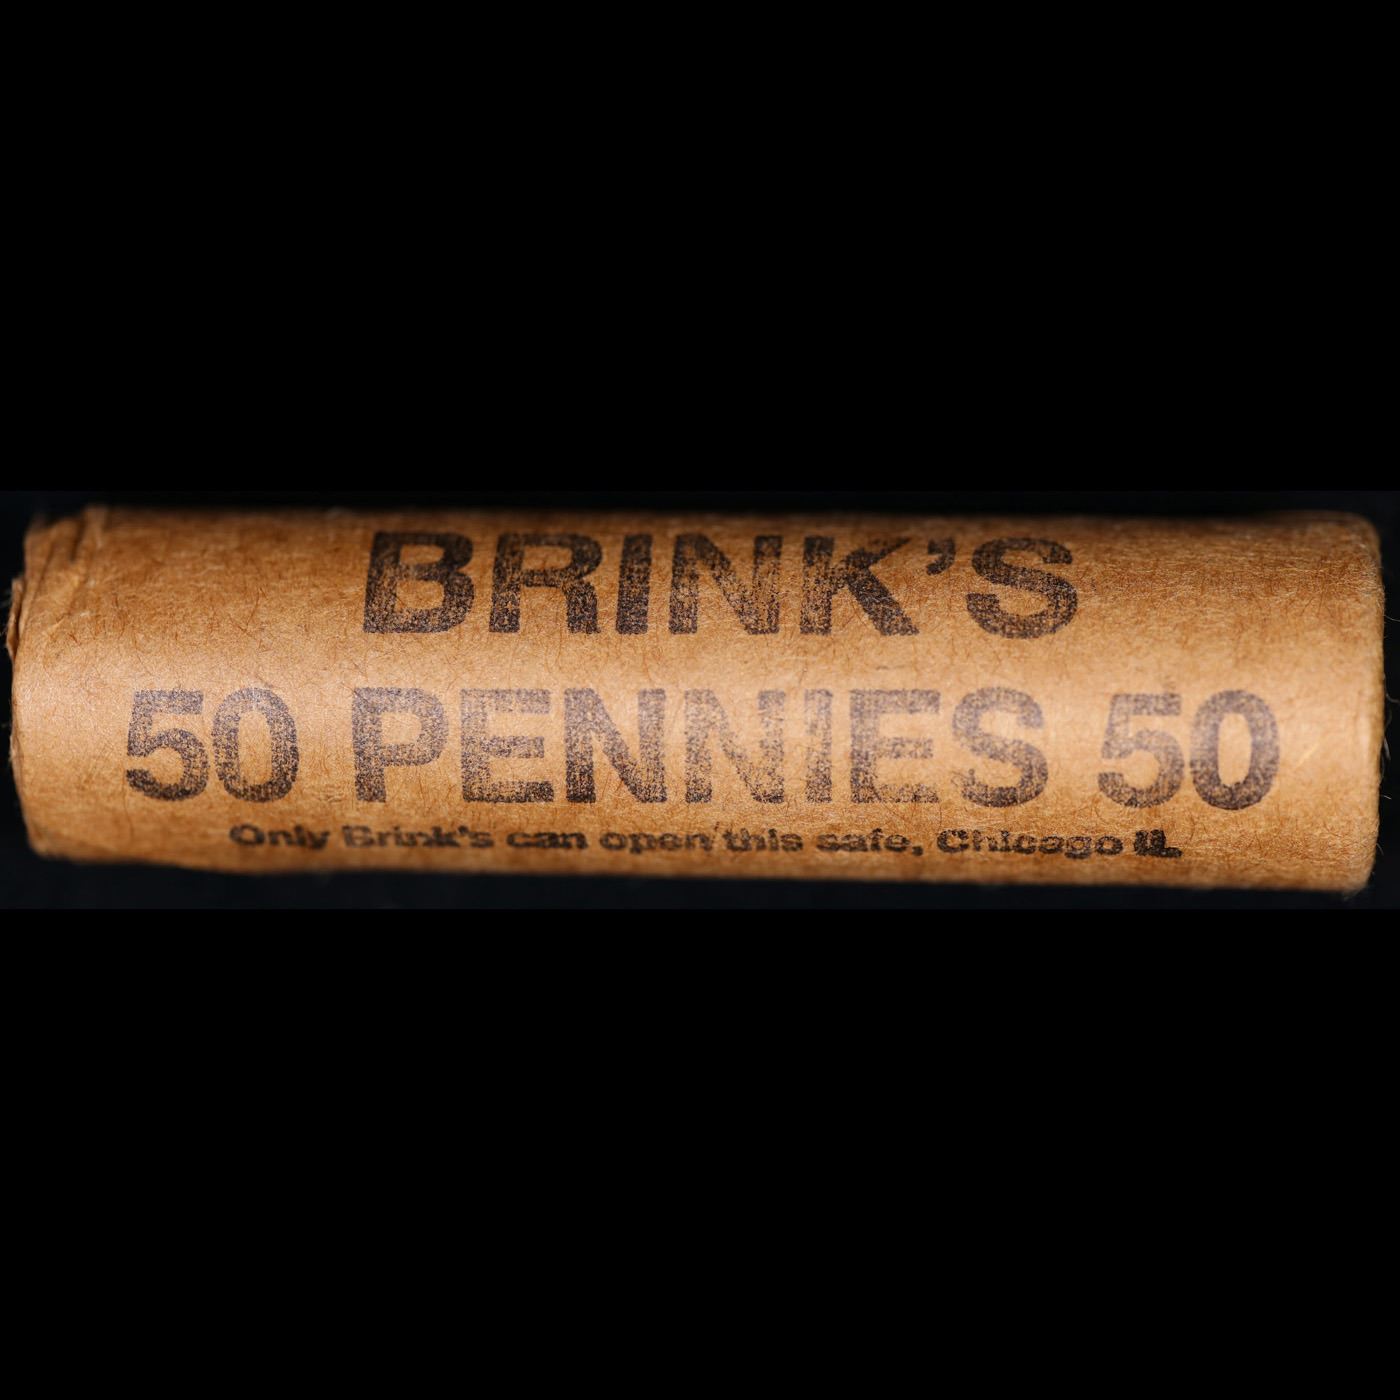 BRINK'S
50 PENNIES 50
Only Brink's can open this safe, Chicago IL